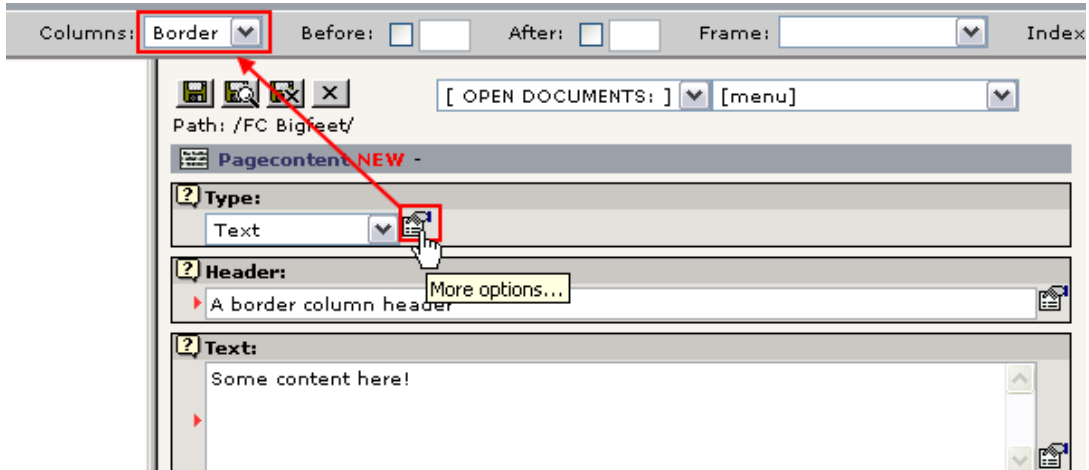 Columns: Border Before: After: Frame: Index
[ OPEN DOCUMENTS: ] [menu]
Path: /FC Bigfeet/
Pagecontent NEW -
Type:
Text
Header:
More options...
A border column header
Text:
Some content here!